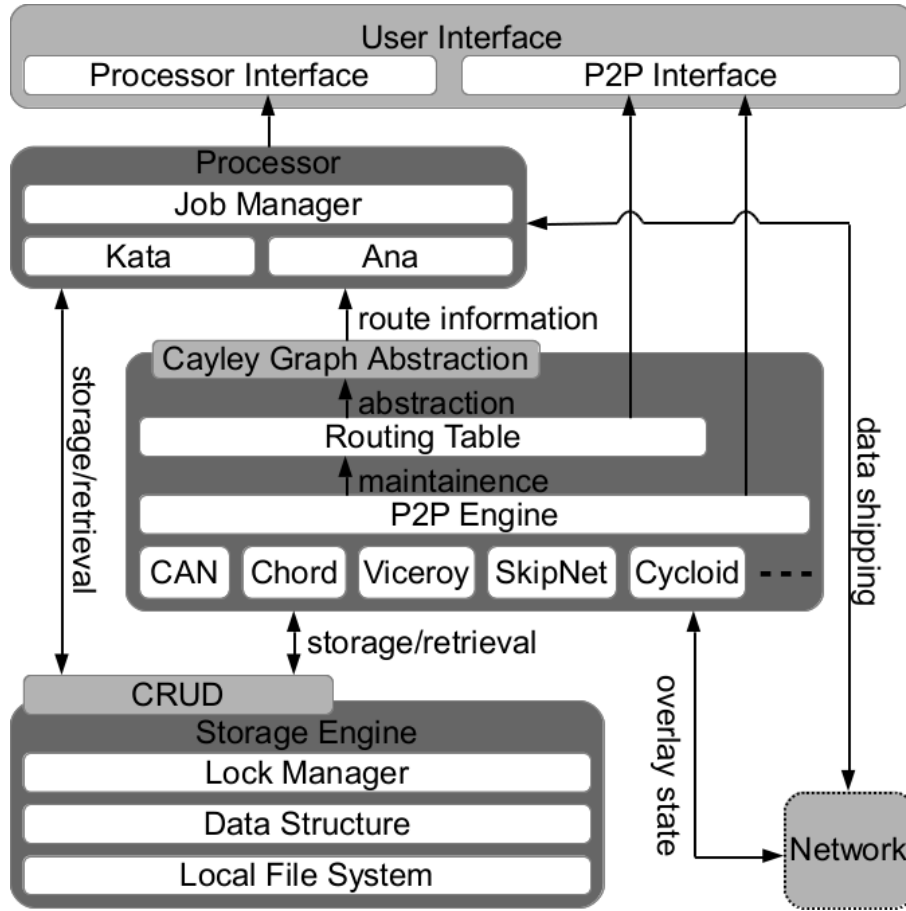 User Interface
Processor Interface
P2P Interface
Processor
Job Manager
Kata
Ana
route information
Cayley Graph Abstraction
abstraction
Routing Table
maintainence
P2P Engine
CAN
Chord
Viceroy
SkipNet
Cycloid
storage/retrieval
data shipping
storage/retrieval
overlay state
CRUD
Storage Engine
Lock Manager
Data Structure
Local File System
Network